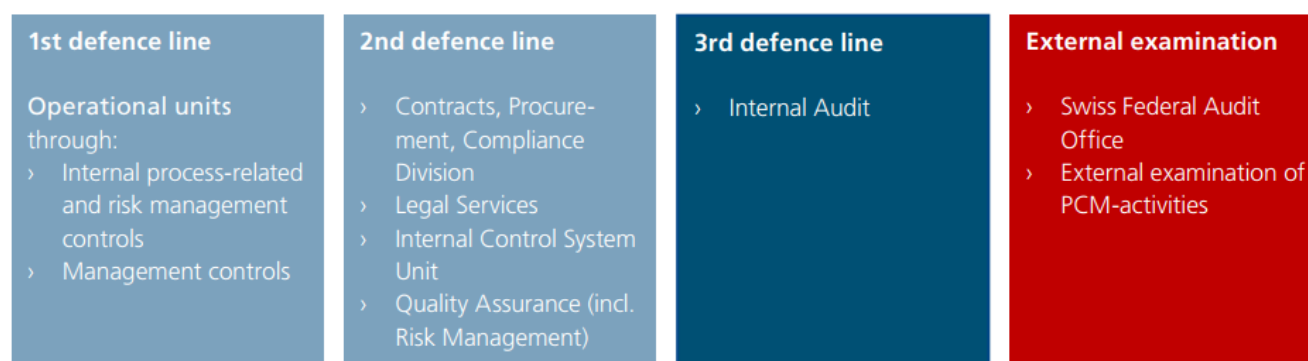 1st defence line
Operational units
through:
› Internal process-related
and risk management
controls
› Management controls
2nd defence line
› Contracts, Procure-
ment, Compliance
Division
› Legal Services
› Internal Control System
Unit
› Quality Assurance (incl.
Risk Management)
3rd defence line
› Internal Audit
External examination
› Swiss Federal Audit
Office
› External examination of
PCM-activities